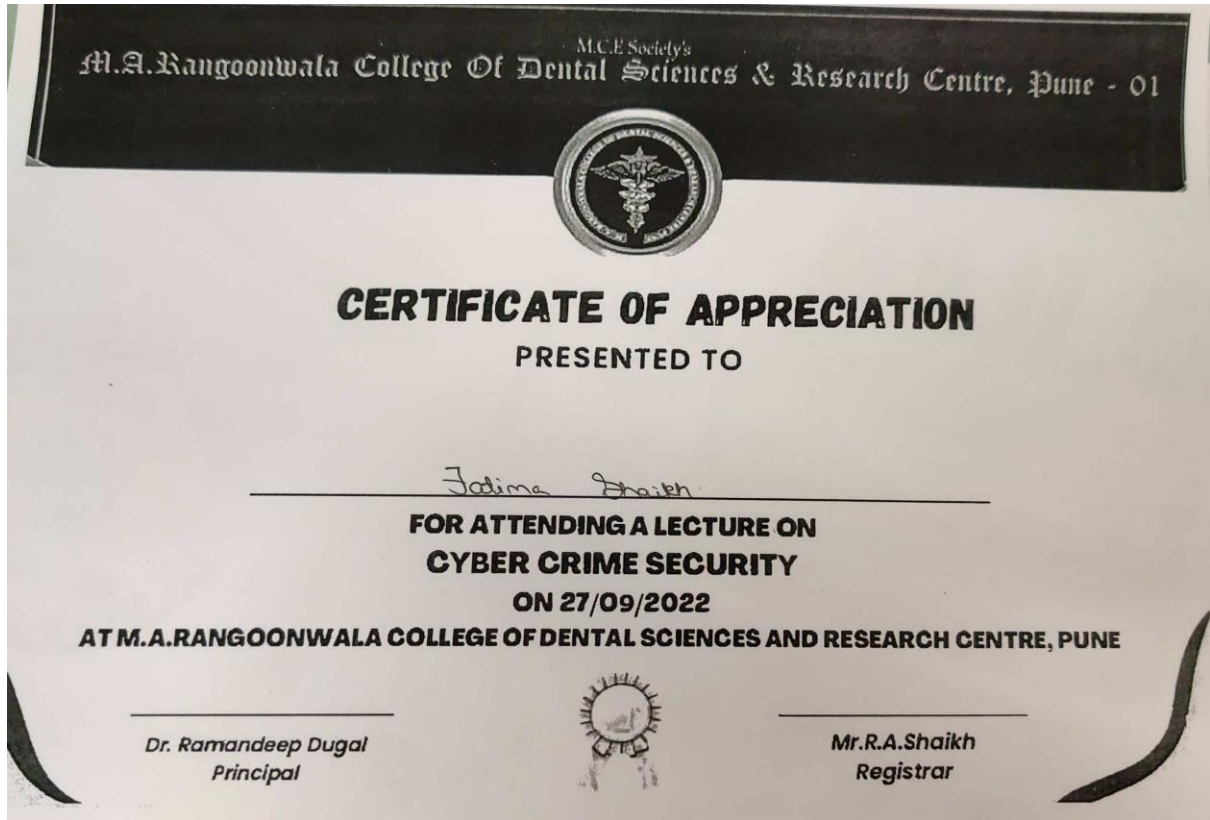 M.C.E Society's
M.A.Rangoonwala College Of Dental Sciences & Research Centre, Pune - 01
CERTIFICATE OF APPRECIATION
PRESENTED TO
Fatima Shaikh
FOR ATTENDING A LECTURE ON
CYBER CRIME SECURITY
ON 27/09/2022
AT M.A.RANGOONWALA COLLEGE OF DENTAL SCIENCES AND RESEARCH CENTRE, PUNE
Dr. Ramandeep Dugal
Principal
Mr.R.A.Shaikh
Registrar